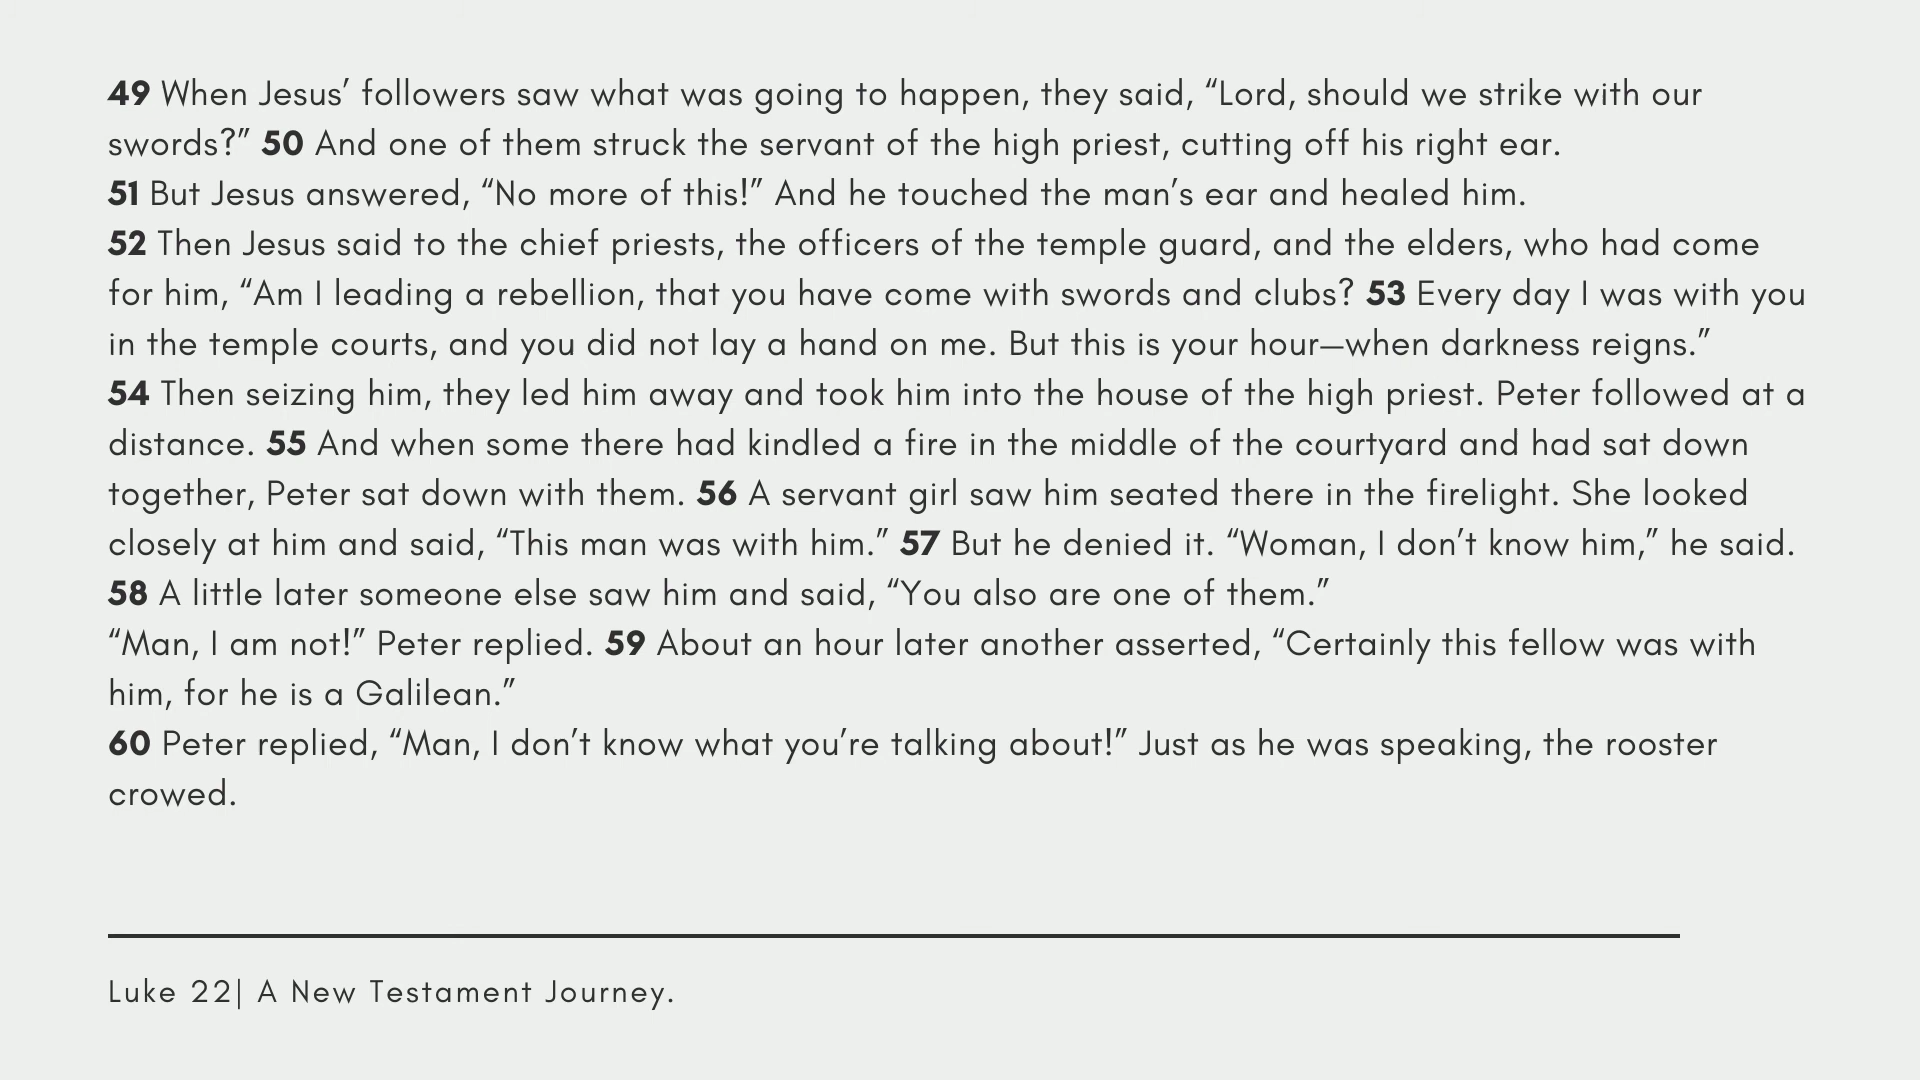 49 When Jesus’ followers saw what was going to happen, they said, “Lord, should we strike with our
swords?” 50 And one of them struck the servant of the high priest, cutting off his right ear.
51 But Jesus answered, “No more of this!” And he touched the man’s ear and healed him.
52 Then Jesus said to the chief priests, the officers of the temple guard, and the elders, who had come
for him, “Am I leading a rebellion, that you have come with swords and clubs? 53 Every day I was with you
in the temple courts, and you did not lay a hand on me. But this is your hour—when darkness reigns.”
54 Then seizing him, they led him away and took him into the house of the high priest. Peter followed at a
distance. 55 And when some there had kindled a fire in the middle of the courtyard and had sat down
together, Peter sat down with them. 56 A servant girl saw him seated there in the firelight. She looked
closely at him and said, “This man was with him.” 57 But he denied it. “Woman, I don’t know him,” he said.
58 A little later someone else saw him and said, “You also are one of them.”
“Man, I am not!” Peter replied. 59 About an hour later another asserted, “Certainly this fellow was with
him, for he is a Galilean.”
60 Peter replied, “Man, I don’t know what you’re talking about!” Just as he was speaking, the rooster
crowed.
Luke 22| A New Testament Journey.